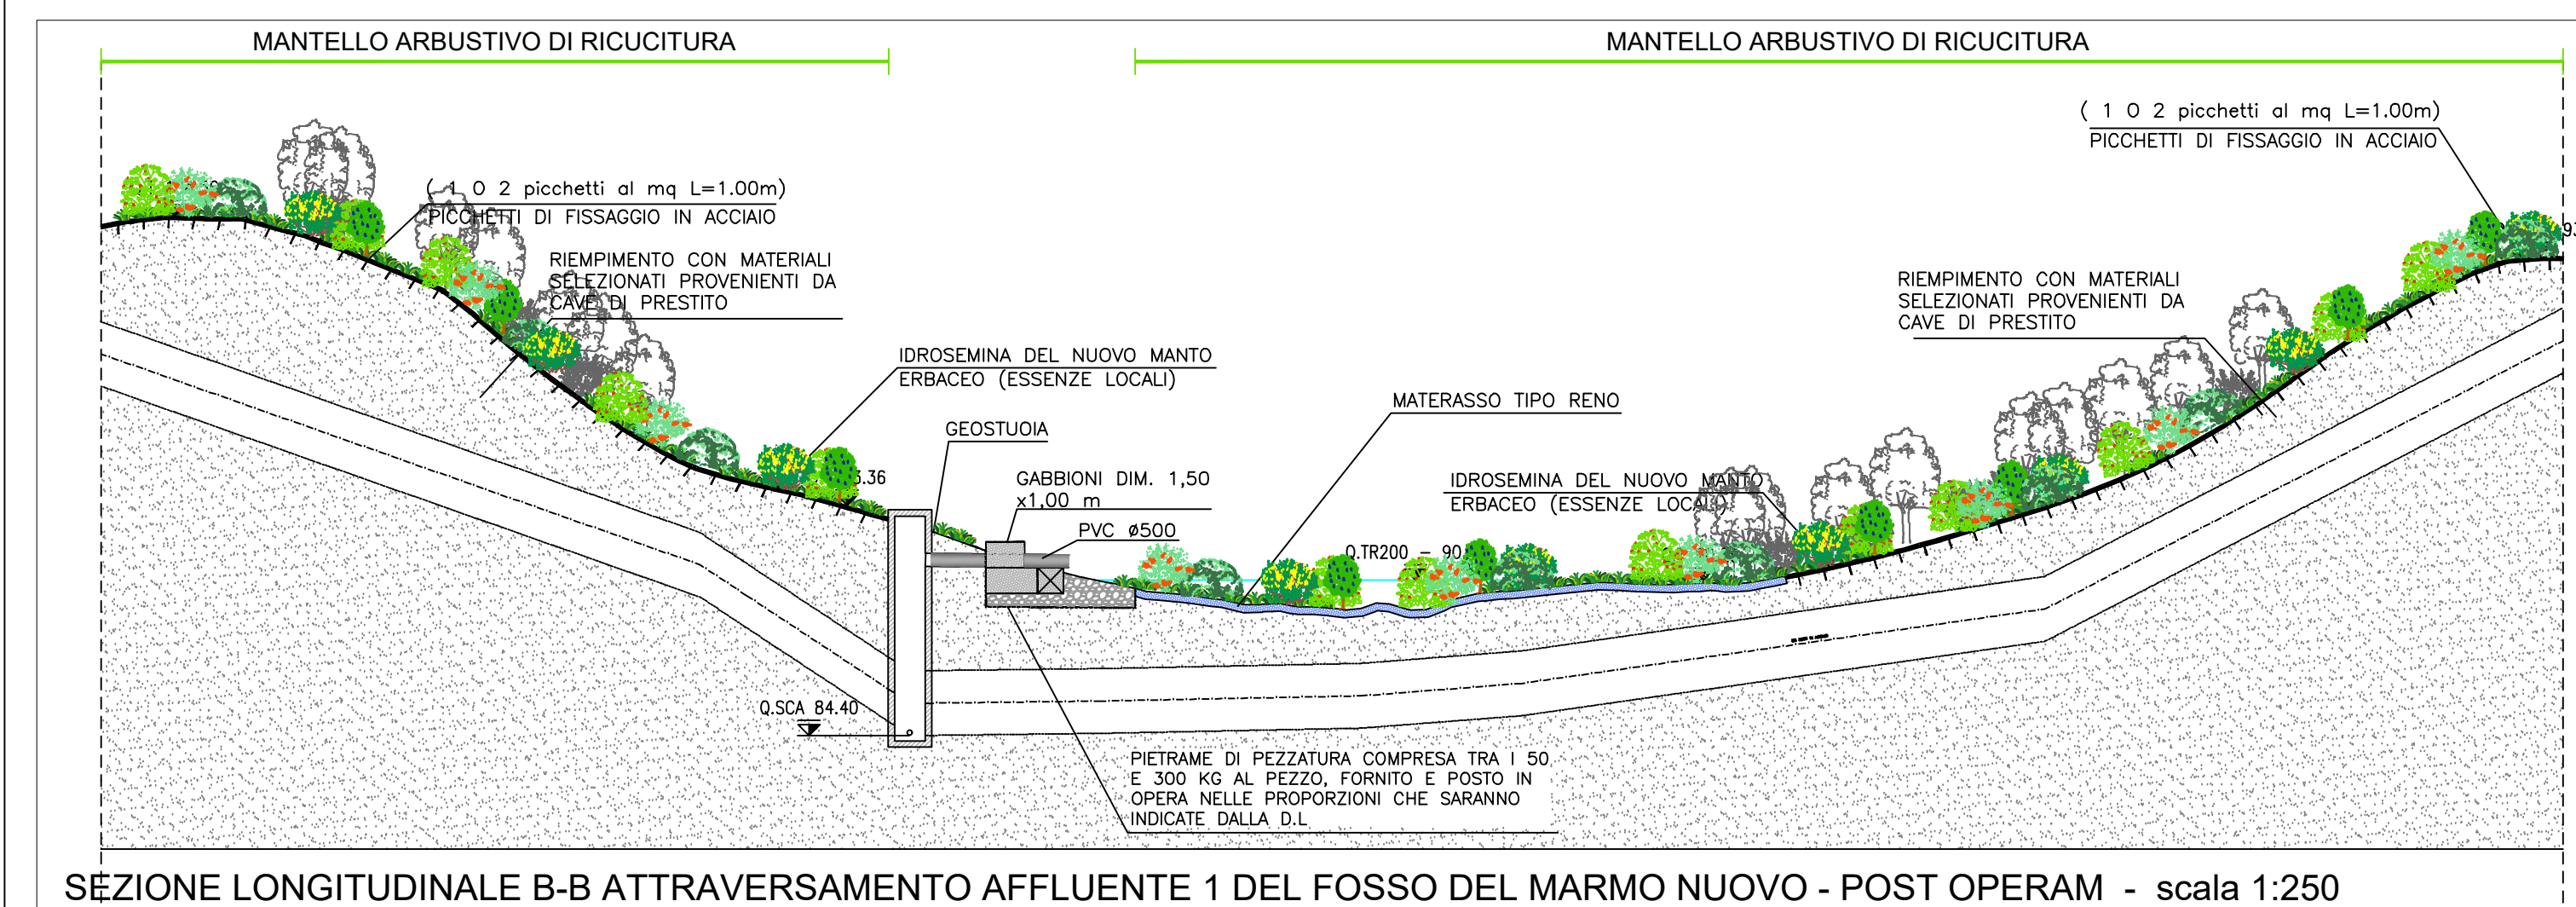 MANTELLO ARBUSTIVO DI RICUCITURA
MANTELLO ARBUSTIVO DI RICUCITURA
( 1 O 2 picchetti al mq L=1.00m)
PICCHETTI DI FISSAGGIO IN ACCIAIO
( 1 O 2 picchetti al mq L=1.00m)
PICCHETTI DI FISSAGGIO IN ACCIAIO
RIEMPIMENTO CON MATERIALI
SELEZIONATI PROVENIENTI DA
CAVE DI PRESTITO
RIEMPIMENTO CON MATERIALI
SELEZIONATI PROVENIENTI DA
CAVE DI PRESTITO
IDROSEMINA DEL NUOVO MANTO
ERBACEO (ESSENZE LOCALI)
MATERASSO TIPO RENO
GEOSTUOIA
GABBIONI DIM. 1,50
x1,00 m
PVC ø500
IDROSEMINA DEL NUOVO MANTO
ERBACEO (ESSENZE LOCALI)
Q.TR200 – 90
Q.SCA 84.40
PIETRAME DI PEZZATURA COMPRESA TRA I 50
E 300 KG AL PEZZO, FORNITO E POSTO IN
OPERA NELLE PROPORZIONI CHE SARANNO
INDICATE DALLA D.L
SEZIONE LONGITUDINALE B-B ATTRAVERSAMENTO AFFLUENTE 1 DEL FOSSO DEL MARMO NUOVO - POST OPERAM - scala 1:250